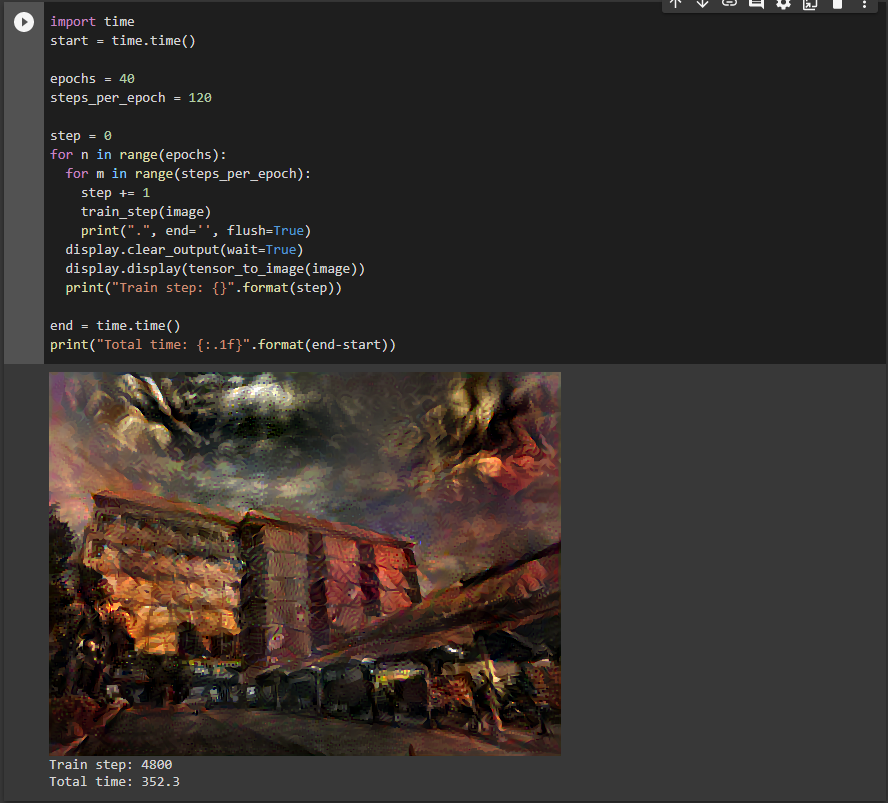 import time
start = time.time()
epochs = 40
steps_per_epoch = 120
step = 0
for n in range(epochs):
  for m in range(steps_per_epoch):
    step += 1
    train_step(image)
    print(".", end='', flush=True)
  display.clear_output(wait=True)
  display.display(tensor_to_image(image))
  print("Train step: {}".format(step))
end = time.time()
print("Total time: {:.1f}".format(end-start))
Train step: 4800
Total time: 352.3